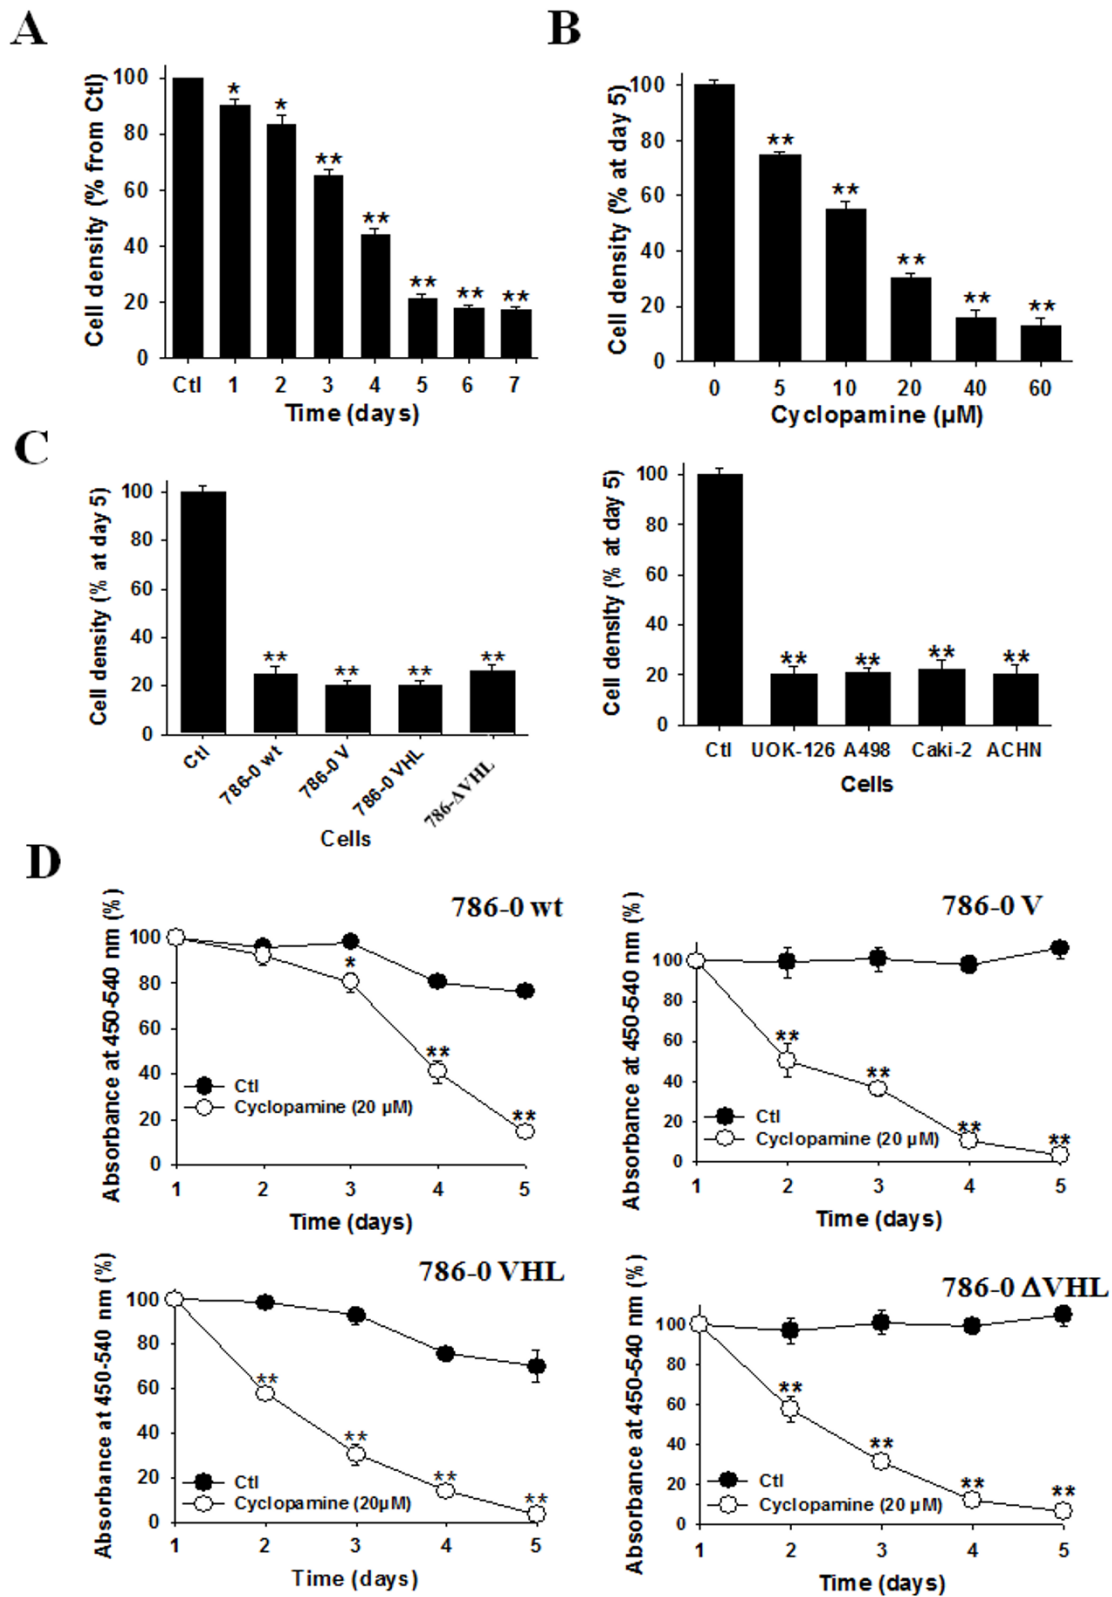 A
Cell density (% from Ctl)
100
80
60
40
20
0
*
*
**
**
**
**
**
Ctl 1 2 3 4 5 6 7
Time (days)
B
Cell density (% at day 5)
100
80
60
40
20
0
**
**
**
**
**
0 5 10 20 40 60
Cyclopamine (µM)
C
Cell density (% at day 5)
100
80
60
40
20
0
**
**
**
**
Ctl
786-0 wt
786-0 V
786-0 VHL
786-ΔVHL
Cells
Cell density (% at day 5)
100
80
60
40
20
0
**
**
**
**
Ctl UOK-126 A498 Caki-2 ACHN
Cells
D
786-0 wt
Absorbance at 450-540 nm (%)
100
80
60
40
20
0
*
**
**
Ctl
Cyclopamine (20 µM)
1 2 3 4 5
Time (days)
786-0 V
Absorbance at 450-540 nm (%)
100
80
60
40
20
0
**
**
**
**
Ctl
Cyclopamine (20 µM)
1 2 3 4 5
Time (days)
786-0 VHL
Absorbance at 450-540 nm (%)
100
80
60
40
20
0
**
**
**
**
Ctl
Cyclopamine (20µM)
1 2 3 4 5
Time (days)
786-0 ΔVHL
Absorbance at 450-540 nm (%)
100
80
60
40
20
0
**
**
**
**
Ctl
Cyclopamine (20 µM)
1 2 3 4 5
Time (days)